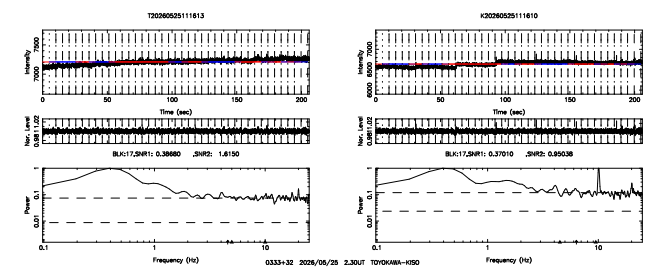 T20260525111613
K20260525111610
Intensity
7000
7500
0
50
100
150
200
Time (sec)
Intensity
6000
6500
7000
0
50
100
150
200
Time (sec)
Nor. Level
0.98 1 1.02
Nor. Level
0.98 1 1.02
BLK:17,SNR1: 0.38680 ,SNR2: 1.6150
BLK:17,SNR1: 0.37010 ,SNR2: 0.95038
Power
1
0.1
0.01
0.1
1
10
Frequency (Hz)
Power
1
0.1
0.01
0.1
1
10
Frequency (Hz)
0333+32 2026/05/25 2.30UT TOYOKAWA-KISO